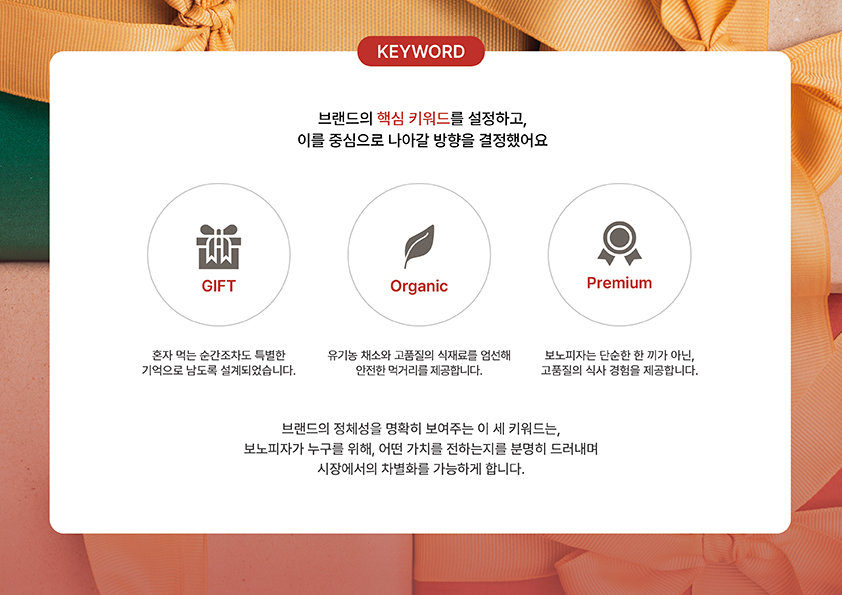 KEYWORD
브랜드의 핵심 키워드를 설정하고,
이를 중심으로 나아갈 방향을 결정했어요
GIFT
Organic
Premium
혼자 먹는 순간조차도 특별한
기억으로 남도록 설계되었습니다.
유기농 채소와 고품질의 식재료를 엄선해
안전한 먹거리를 제공합니다.
보노피자는 단순한 한 끼가 아닌,
고품질의 식사 경험을 제공합니다.
브랜드의 정체성을 명확히 보여주는 이 세 키워드는,
보노피자가 누구를 위해, 어떤 가치를 전하는지를 분명히 드러내며
시장에서의 차별화를 가능하게 합니다.